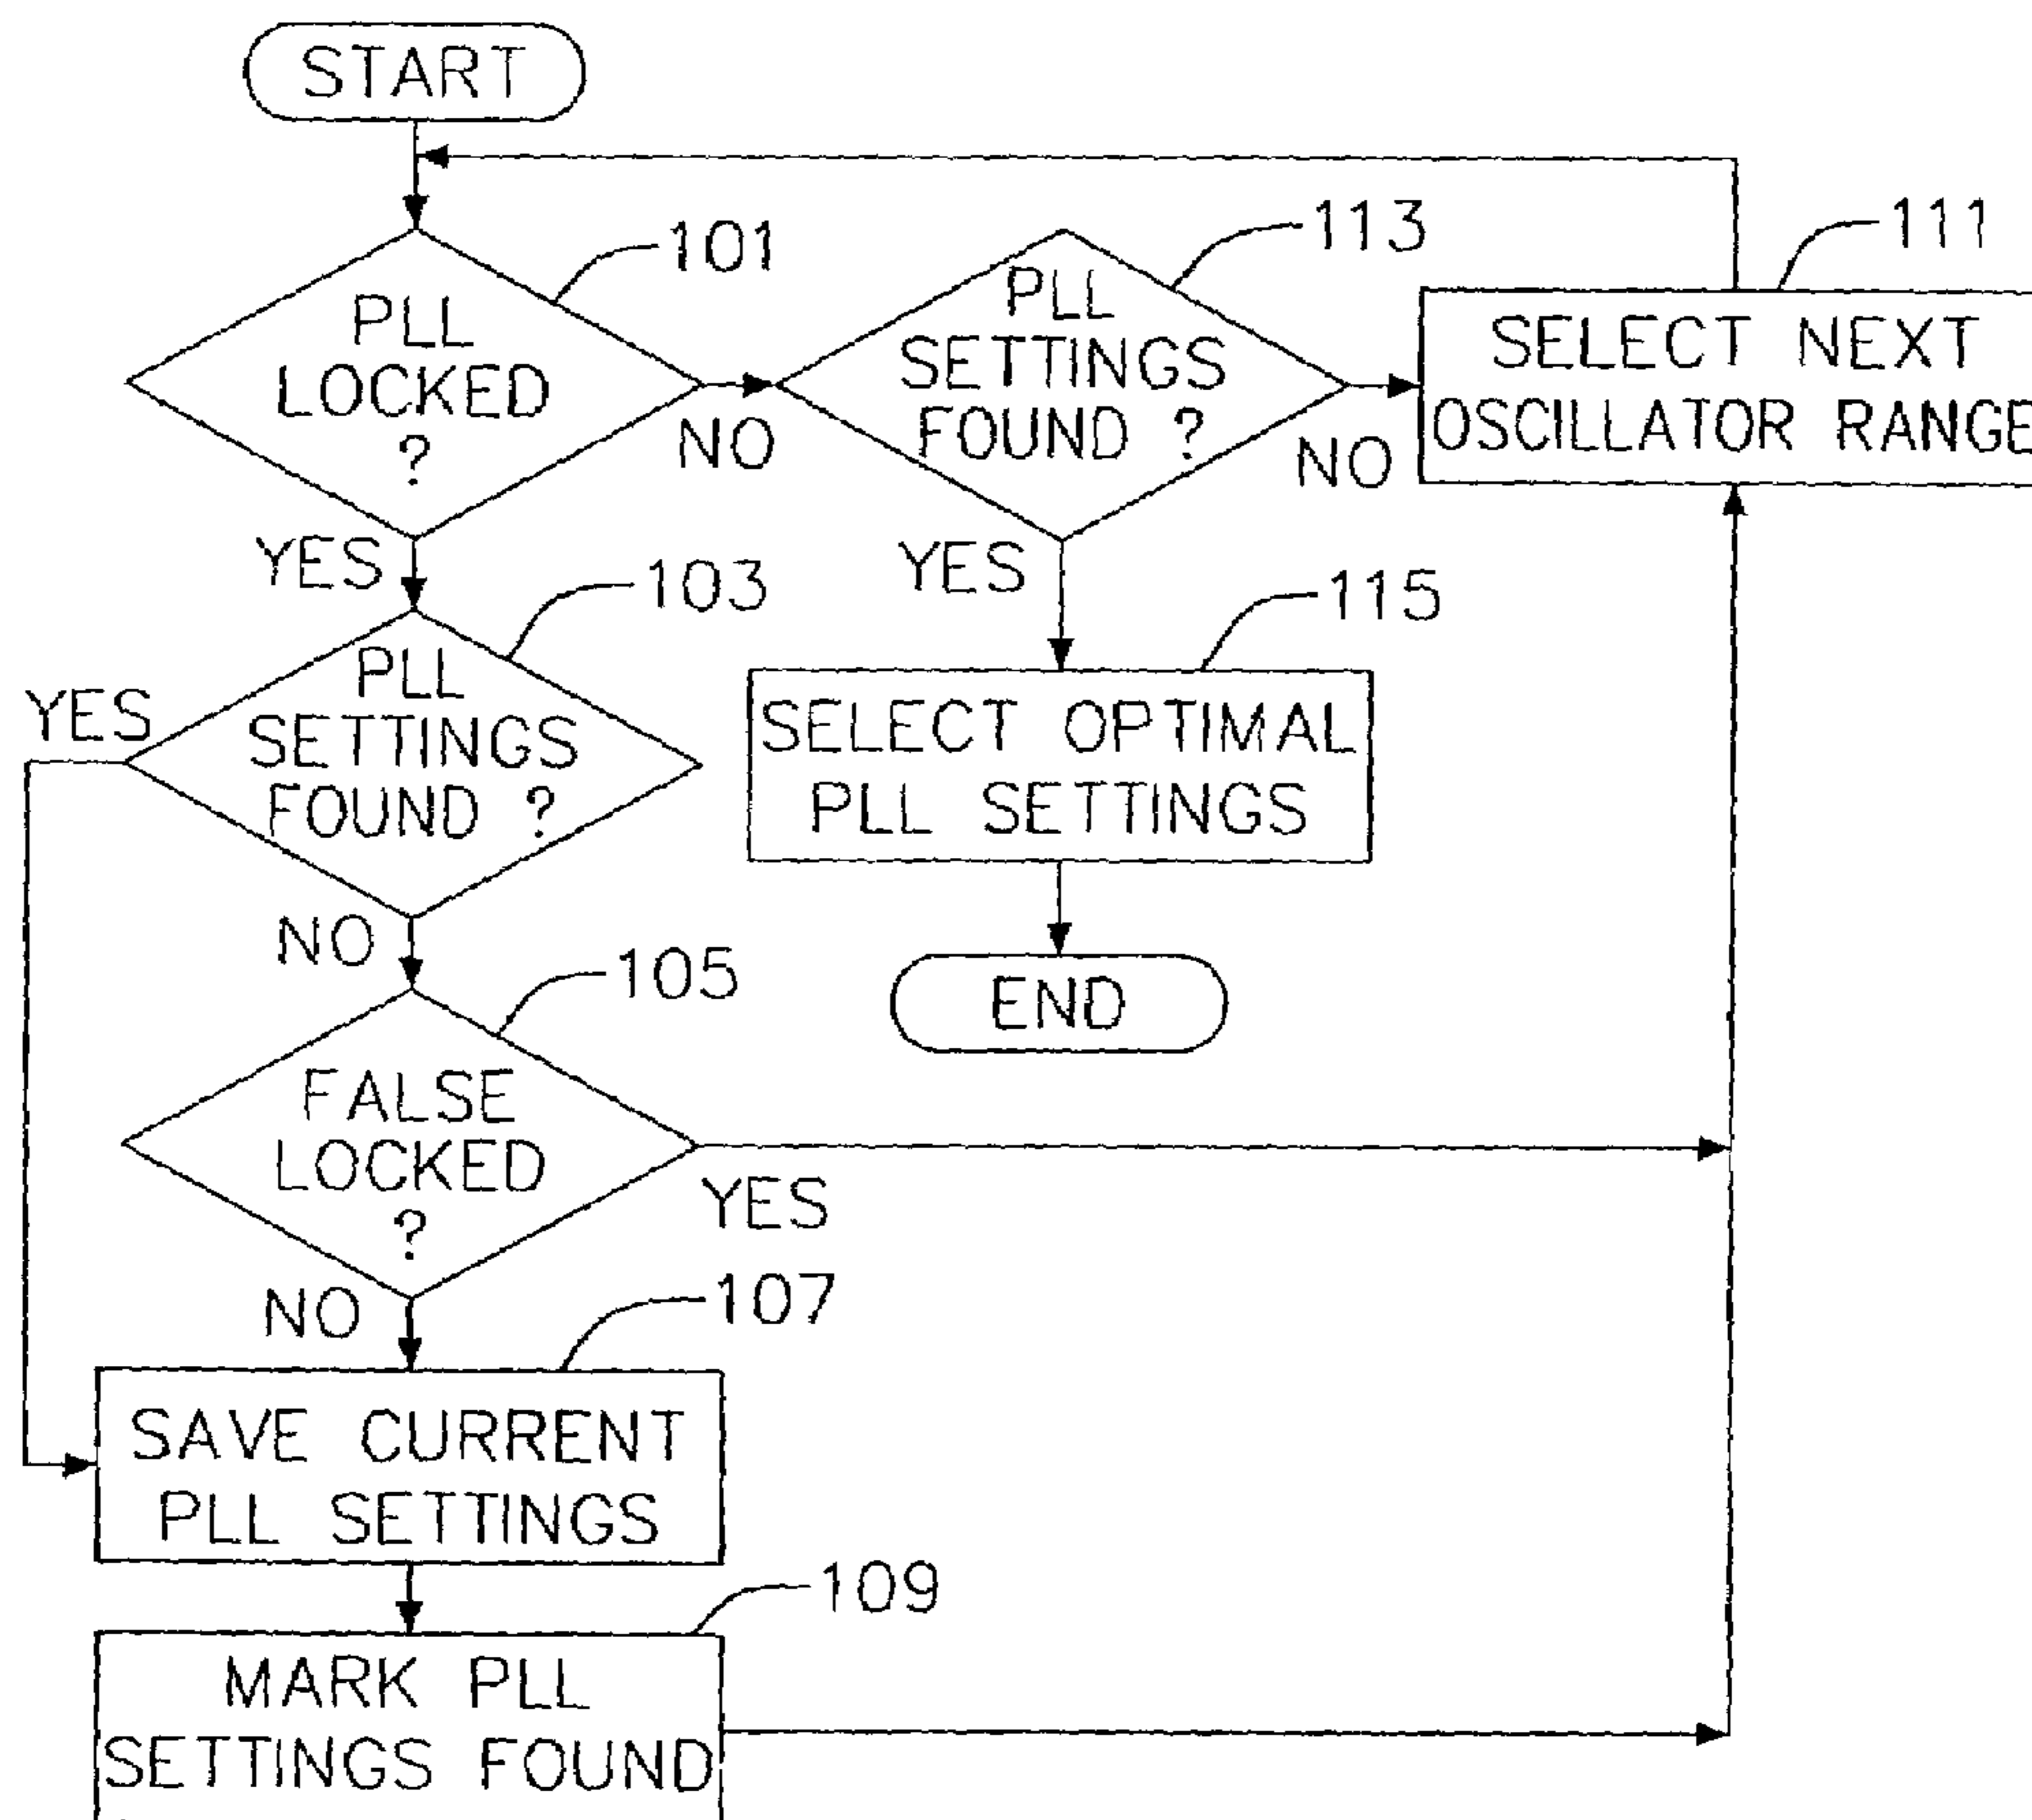 START
101
113
111
PLL
LOCKED
?
NO
PLL
SETTINGS
FOUND ?
NO
SELECT NEXT
OSCILLATOR RANGE
YES
103
YES
115
YES
PLL
SETTINGS
FOUND ?
SELECT OPTIMAL
PLL SETTINGS
NO
105
END
FALSE
LOCKED
?
YES
NO
107
SAVE CURRENT
PLL SETTINGS
109
MARK PLL
SETTINGS FOUND